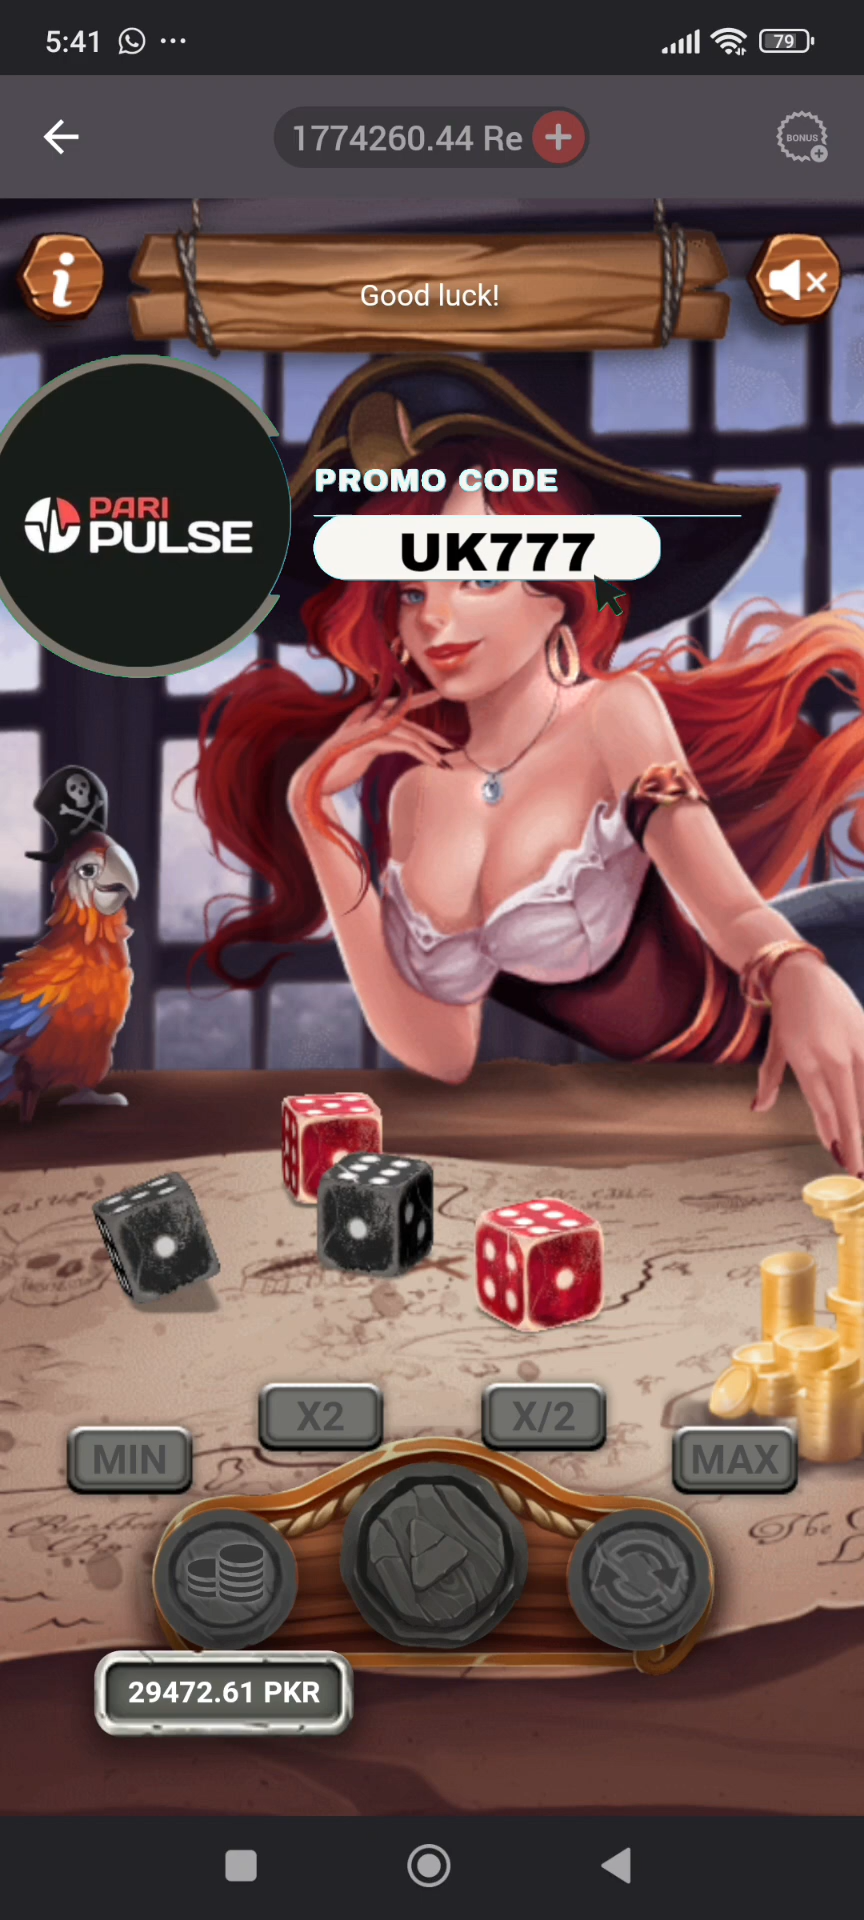 5:41
79
1774260.44 Re
BONUS
Good luck!
PARI
PULSE
PROMO CODE
UK777
X2
X/2
MIN
MAX
29472.61 PKR